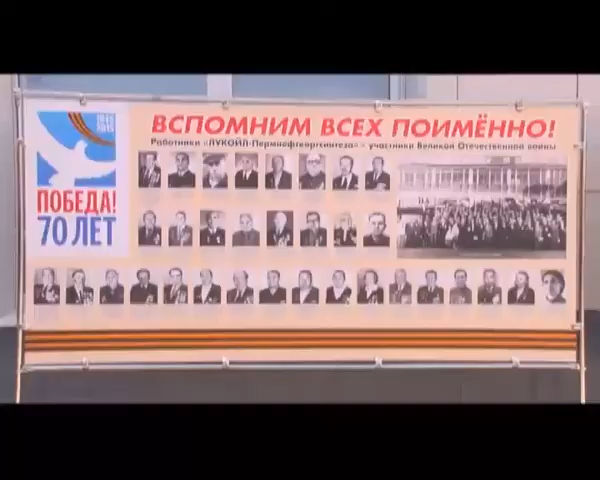 1945
2015
ПОБЕДА!
70 ЛЕТ
ВСПОМНИМ ВСЕХ ПОИМЁННО!
Работники «ЛУКОЙЛ-Пермнефтеоргсинтеза» - участники Великой Отечественной войны